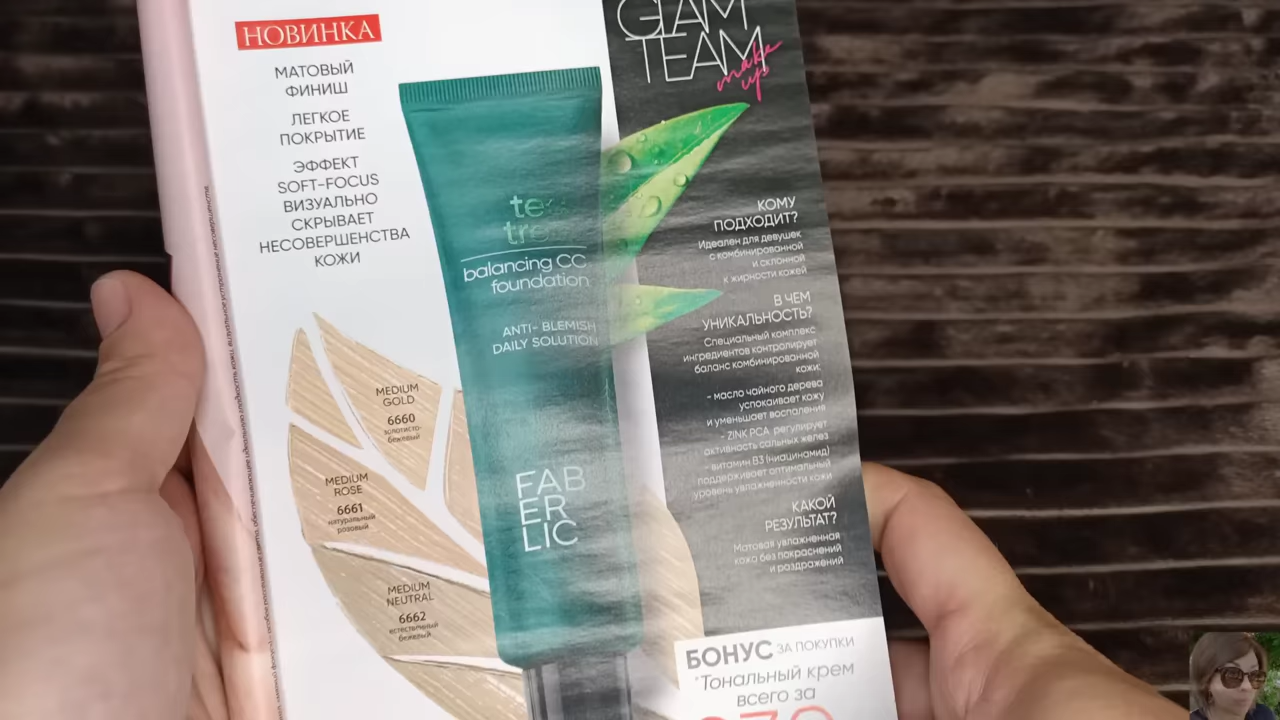 НОВИНКА
МАТОВЫЙ
ФИНИШ
ЛЕГКОЕ
ПОКРЫТИЕ
ЭФФЕКТ
SOFT-FOCUS
ВИЗУАЛЬНО
СКРЫВАЕТ
НЕСОВЕРШЕНСТВА
КОЖИ
GLAM
TEAM
make
up
tea
tree
balancing CC
foundation
ANTI-BLEMISH
DAILY SOLUTION
FAB
ER
LIC
MEDIUM
GOLD
6660
золотисто-
бежевый
MEDIUM
ROSE
6661
натуральный
розовый
MEDIUM
NEUTRAL
6662
естественный
бежевый
КОМУ
ПОДХОДИТ?
Идеален для девушек
с комбинированной
и склонной
к жирности кожей
В ЧЕМ
УНИКАЛЬНОСТЬ?
Специальный комплекс
ингредиентов контролирует
баланс комбинированной
кожи:
- масло чайного дерева
успокаивает кожу
и уменьшает воспаления
- ZINK PCA регулирует
активность сальных желез
- витамин B3 (ниацинамид)
поддерживает оптимальный
уровень увлажненности кожи
КАКОЙ
РЕЗУЛЬТАТ?
Матовая увлажненная
кожа без покраснений
и раздражений
БОНУС ЗА ПОКУПКИ
*Тональный крем
всего за